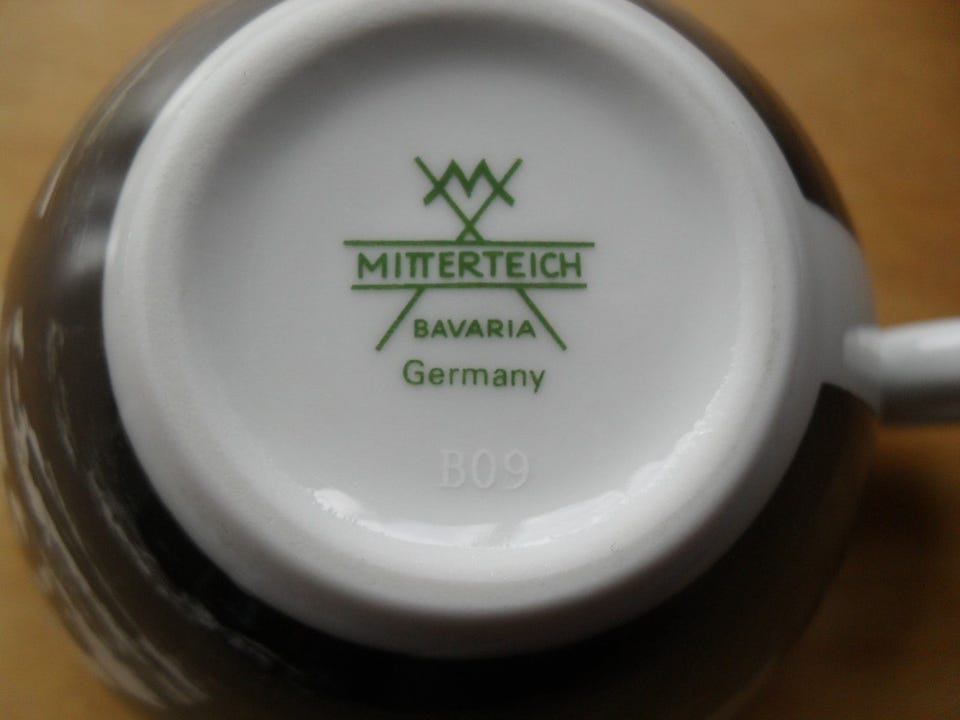 M
MITTERTEICH
BAVARIA
Germany
B09